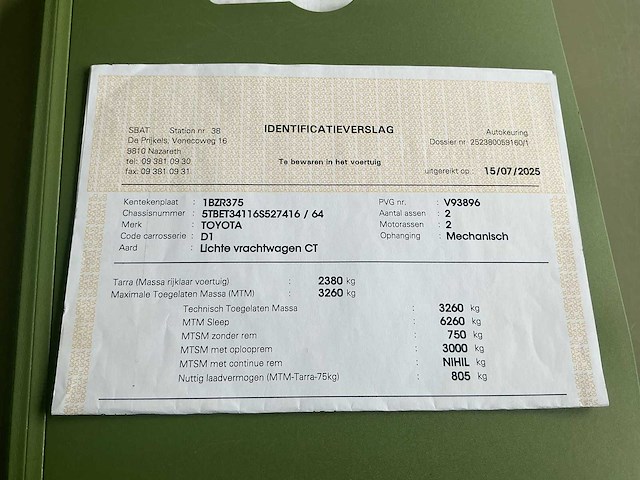 SBAT Station nr 38
De Prijkels, Venecoweg 16
9810 Nazareth
tel: 09 381 09 30
fax: 09 381 09 31
IDENTIFICATIEVERSLAG
Te bewaren in het voertuig
Autokeuring
Dossier nr 252380059160/1
uitgereikt op : 15/07/2025
Kentekenplaat : 1BZR375
Chassisnummer : 5TBET34116S527416 / 64
Merk : TOYOTA
Code carrosserie : D1
Aard : Lichte vrachtwagen CT
PVG nr. : V93896
Aantal assen : 2
Motorassen : 2
Ophanging : Mechanisch
Tarra (Massa rijklaar voertuig) : 2380 kg
Maximale Toegelaten Massa (MTM) : 3260 kg
Technisch Toegelaten Massa : 3260 kg
MTM Sleep : 6260 kg
MTSM zonder rem : 750 kg
MTSM met oplooprem : 3000 kg
MTSM met continue rem : NIHIL kg
Nuttig laadvermogen (MTM-Tarra-75kg) : 805 kg